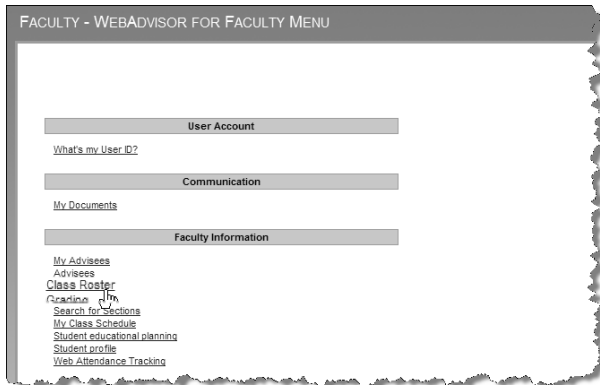 FACULTY - WEBADVISOR FOR FACULTY MENU
User Account
What's my User ID?
Communication
My Documents
Faculty Information
My Advisees
Advisees
Class Roster
Grading
Search for Sections
My Class Schedule
Student educational planning
Student profile
Web Attendance Tracking